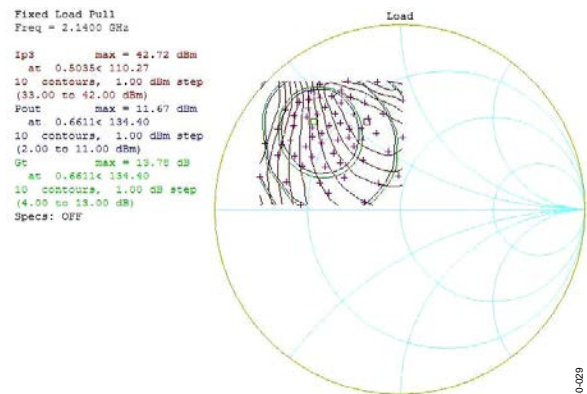 Fixed Load Pull
Freq = 2.1400 GHz
Load
Ip3 max = 42.72 dBm
at 0.5035< 110.27
10 contours, 1.00 dBm step
(33.00 to 42.00 dBm)
Pout max = 11.67 dBm
at 0.6611< 134.40
10 contours, 1.00 dBm step
(2.00 to 11.00 dBm)
Gt max = 13.78 dB
at 0.6611< 134.40
10 contours, 1.00 dB step
(4.00 to 13.00 dB)
Specs: OFF
0-029